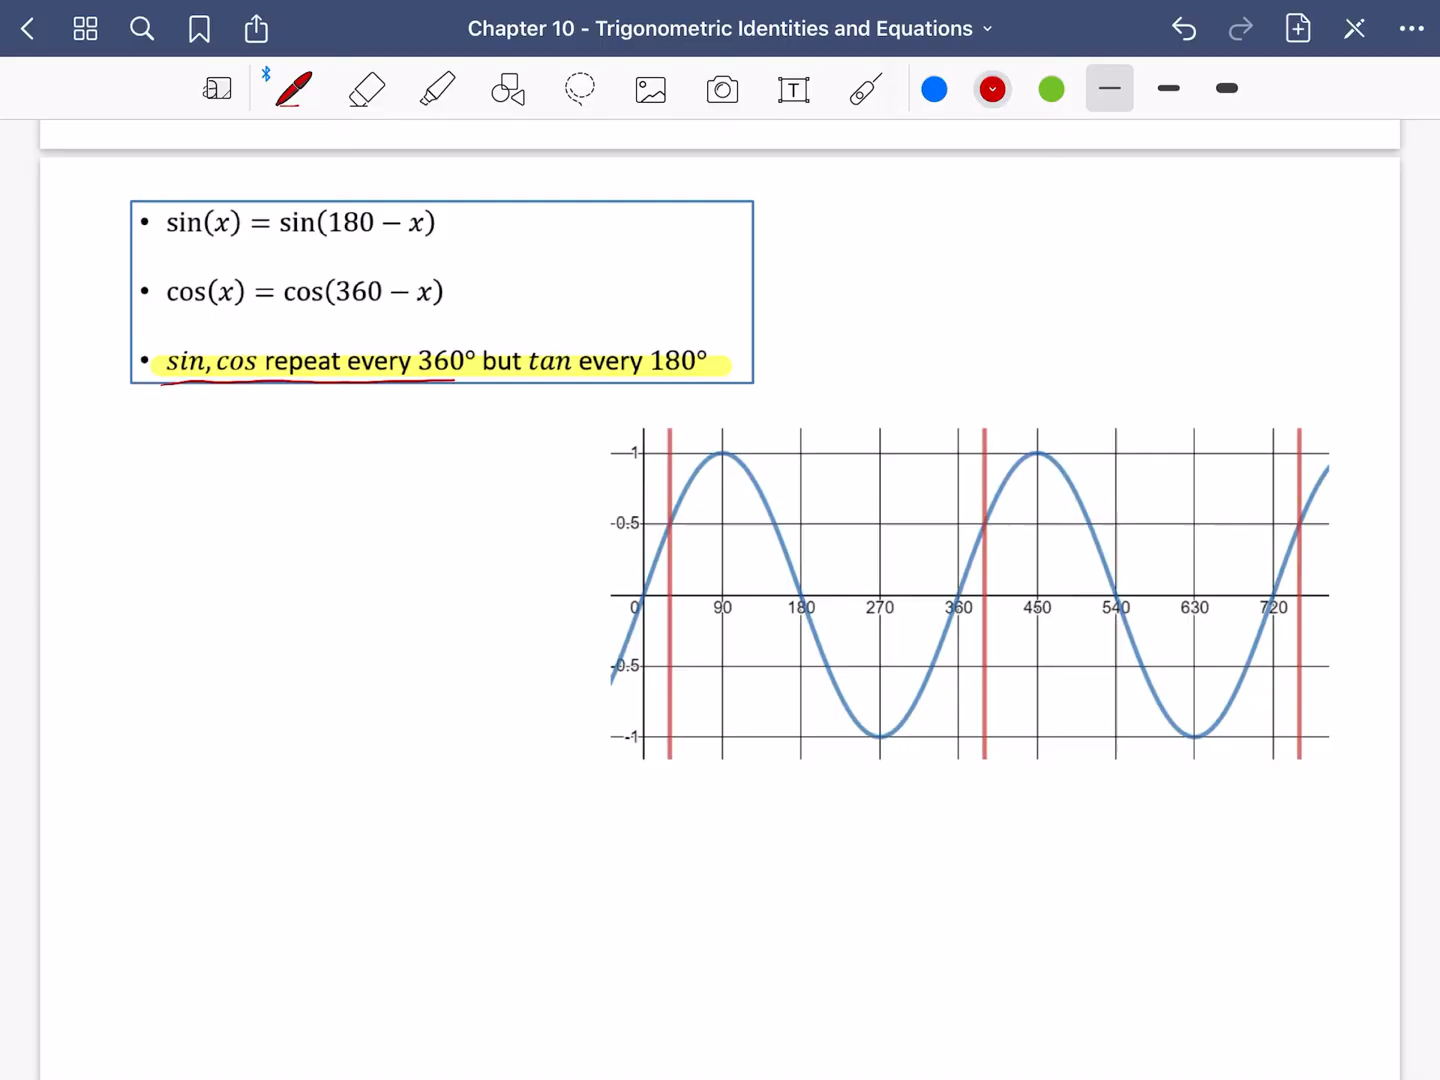 Chapter 10 - Trigonometric Identities and Equations
• sin(x) = sin(180 − x)
• cos(x) = cos(360 − x)
• sin, cos repeat every 360° but tan every 180°
1
0.5
0 90 180 270 360 450 540 630 720
-0.5
-1